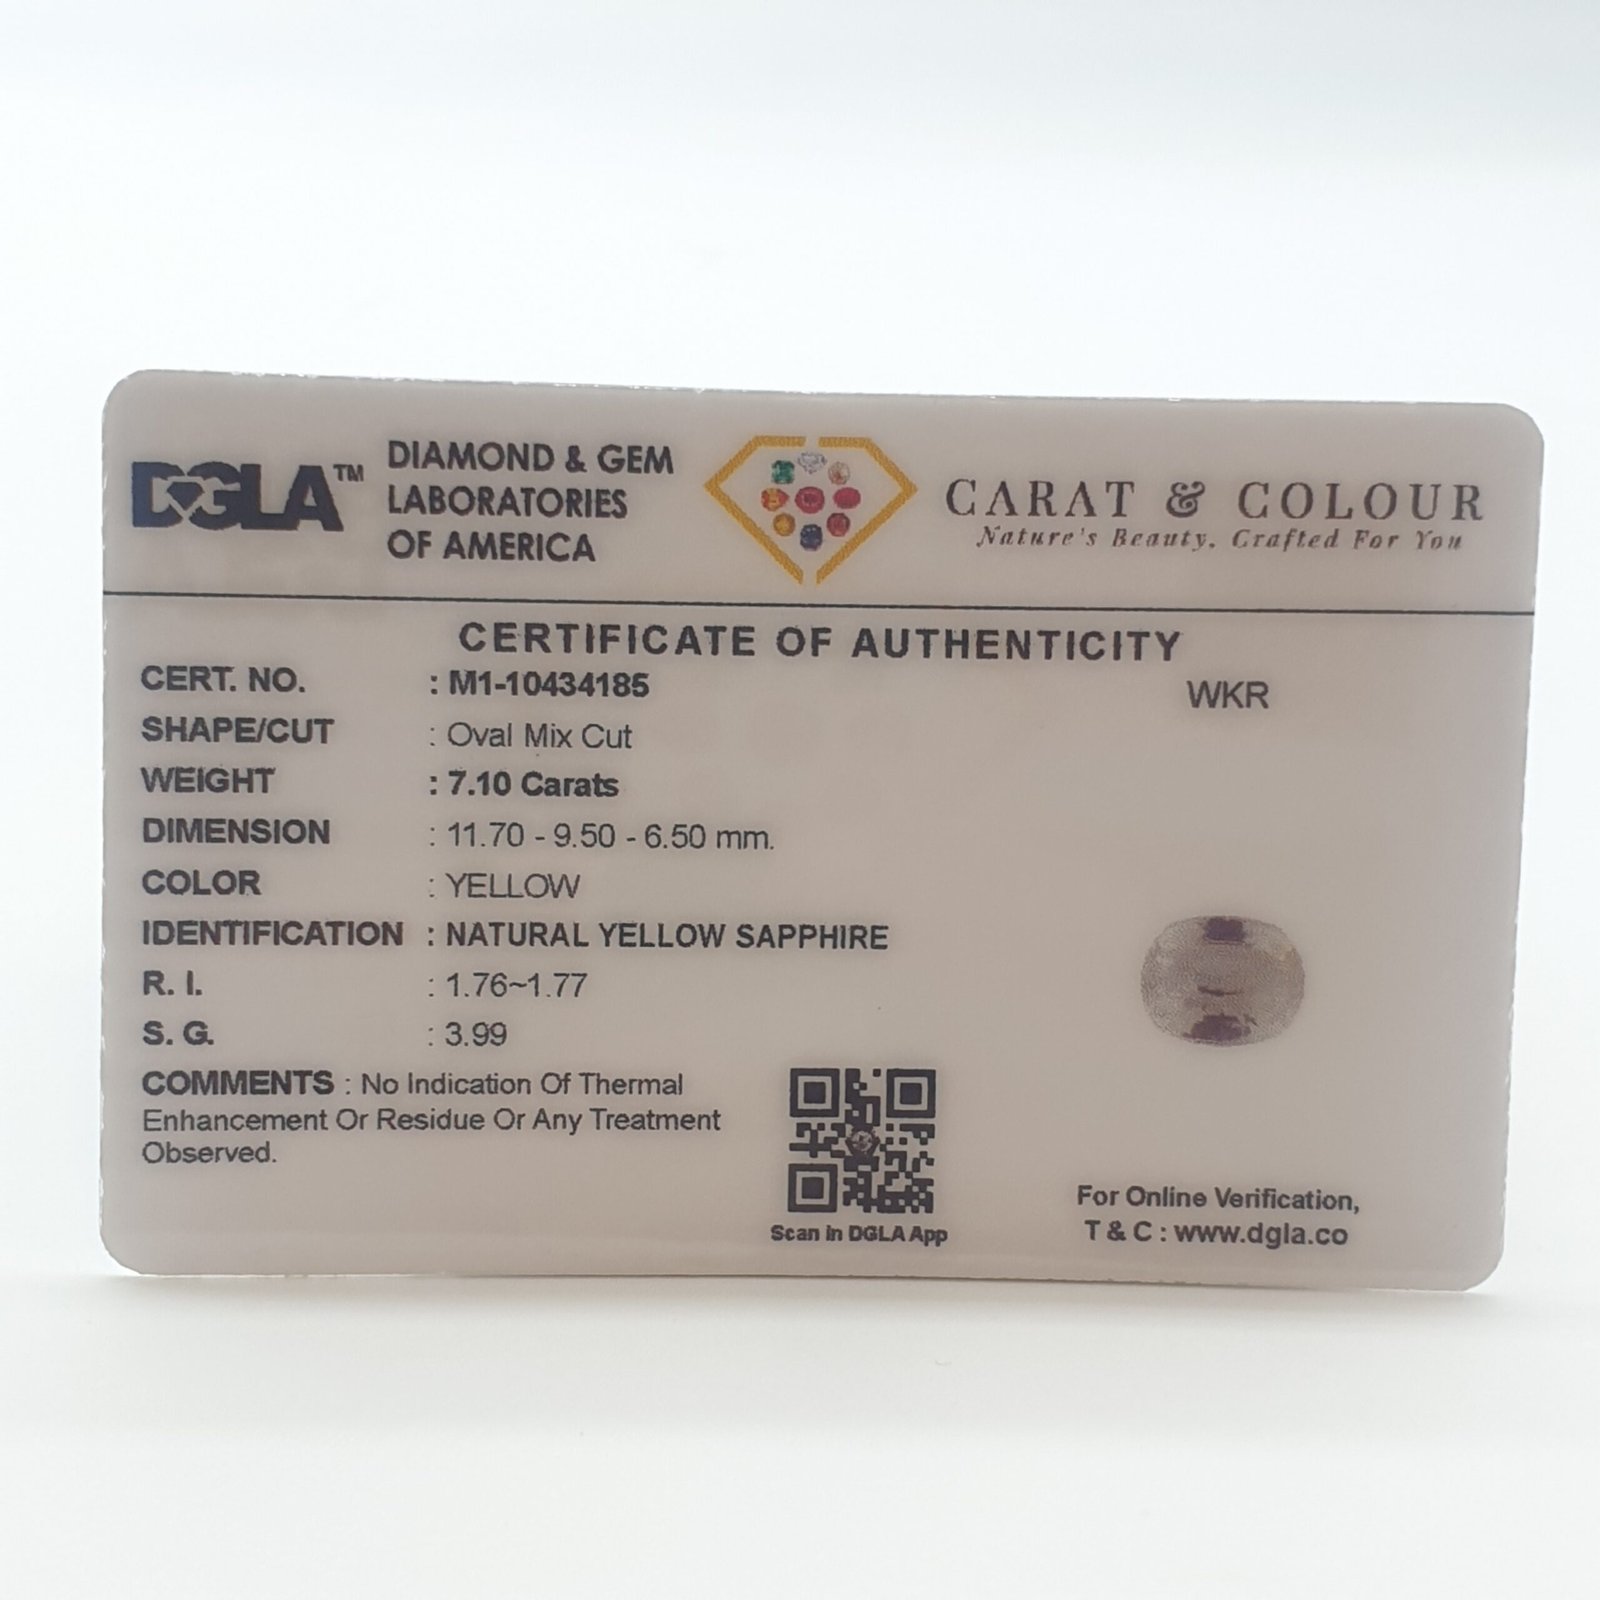 DGLA™
DIAMOND & GEM
LABORATORIES
OF AMERICA
CARAT & COLOUR
Nature's Beauty, Crafted For You
CERTIFICATE OF AUTHENTICITY
CERT. NO. : M1-10434185
WKR
SHAPE/CUT : Oval Mix Cut
WEIGHT : 7.10 Carats
DIMENSION : 11.70 - 9.50 - 6.50 mm.
COLOR : YELLOW
IDENTIFICATION : NATURAL YELLOW SAPPHIRE
R. I. : 1.76~1.77
S. G. : 3.99
COMMENTS : No Indication Of Thermal
Enhancement Or Residue Or Any Treatment
Observed.
Scan in DGLA App
For Online Verification,
T & C : www.dgla.co